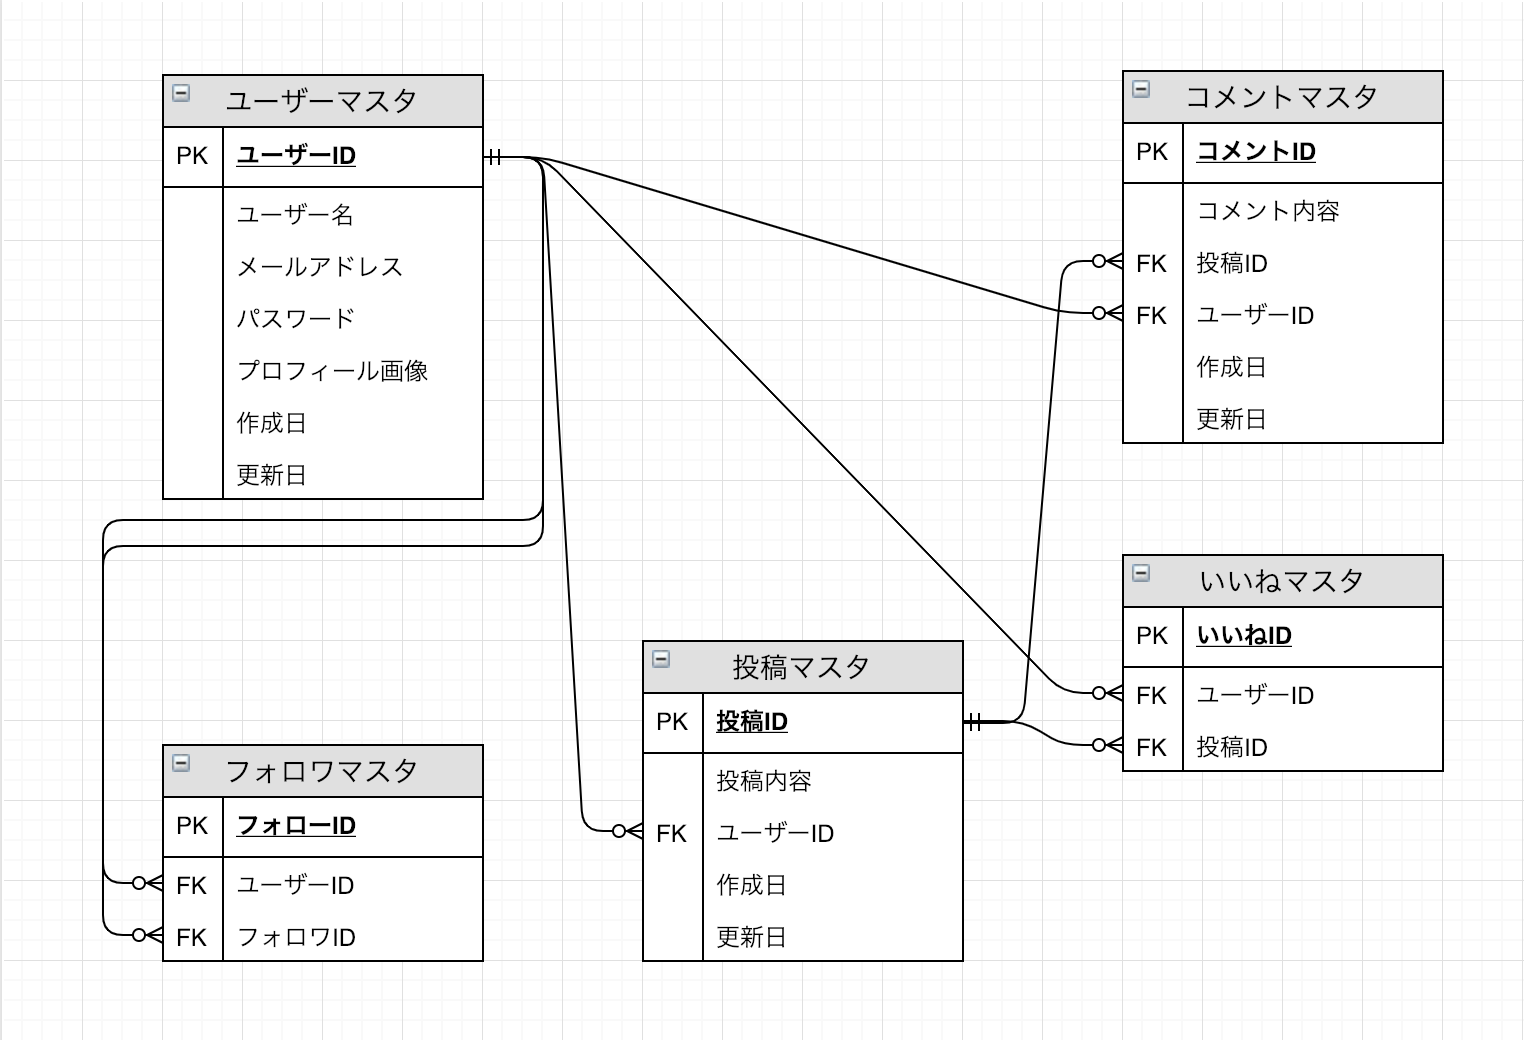 ユーザーマスタ
PK ユーザーID
ユーザー名
メールアドレス
パスワード
プロフィール画像
作成日
更新日
コメントマスタ
PK コメントID
コメント内容
FK 投稿ID
FK ユーザーID
作成日
更新日
いいねマスタ
PK いいねID
FK ユーザーID
FK 投稿ID
投稿マスタ
PK 投稿ID
投稿内容
FK ユーザーID
作成日
更新日
フォロワマスタ
PK フォローID
FK ユーザーID
FK フォロワID